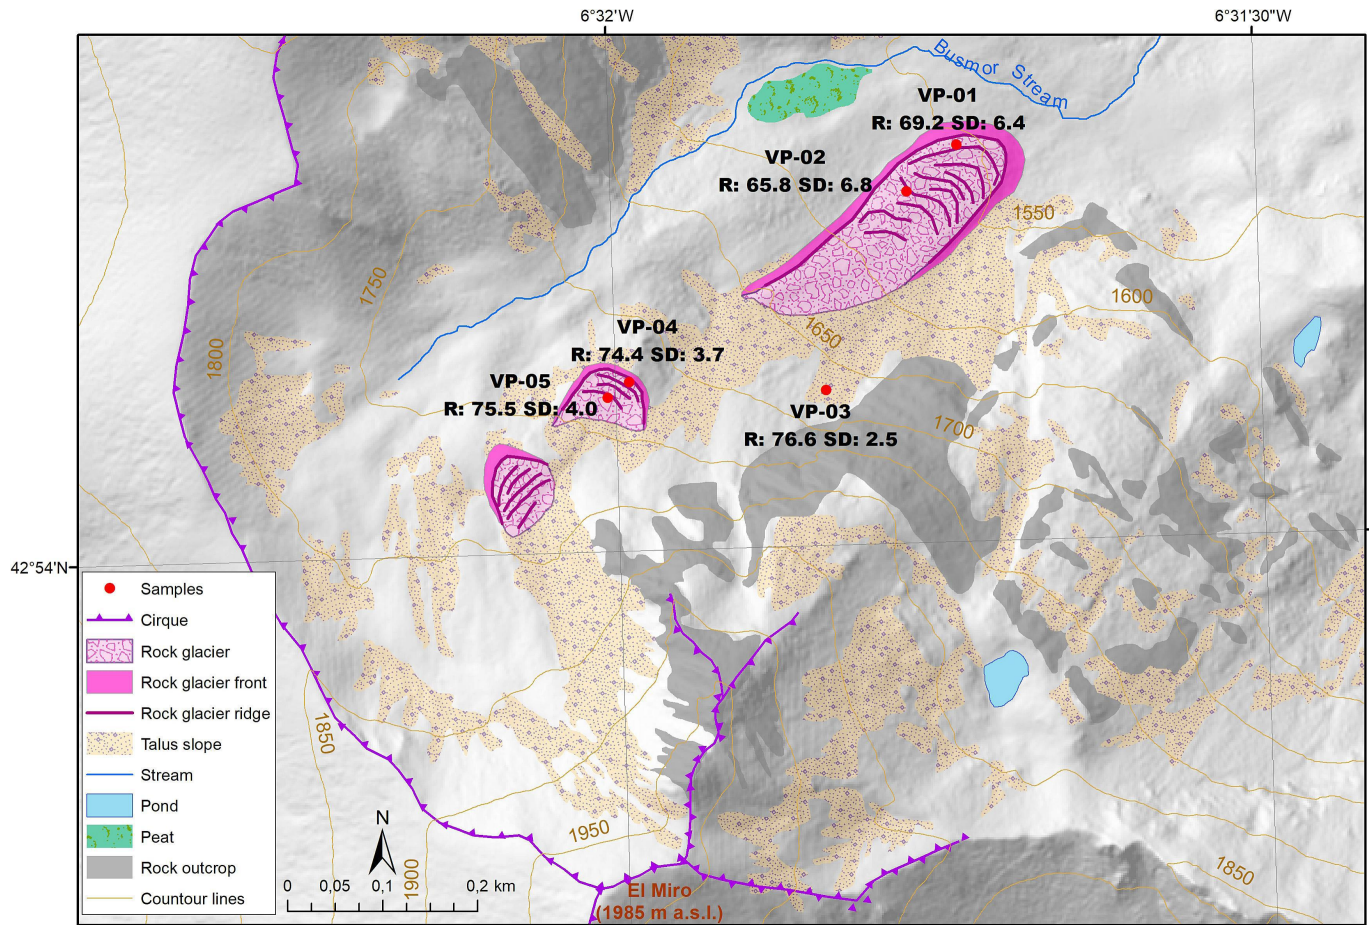 6°32'W
6°31'30"W
Busmor Stream
VP-01
R: 69.2 SD: 6.4
VP-02
R: 65.8 SD: 6.8
1550
1750
1600
1650
1800
VP-04
R: 74.4 SD: 3.7
VP-05
R: 75.5 SD: 4.0
VP-03
R: 76.6 SD: 2.5
1700
42°54'N
Samples
Cirque
Rock glacier
Rock glacier front
Rock glacier ridge
Talus slope
Stream
Pond
Peat
Rock outcrop
Countour lines
1850
N
0 0,05 0,1 0,2 km
1900
1950
1850
El Miro
(1985 m a.s.l.)